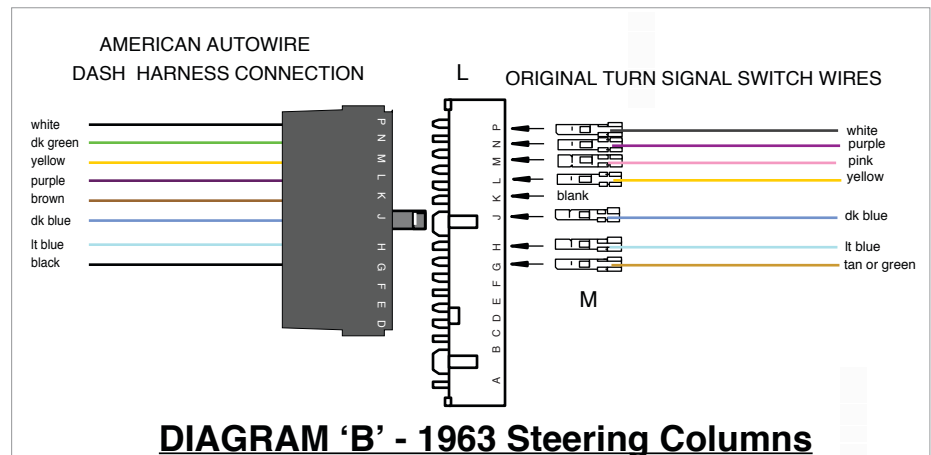 AMERICAN AUTOWIRE
DASH HARNESS CONNECTION
L
ORIGINAL TURN SIGNAL SWITCH WIRES
white
dk green
yellow
purple
brown
dk blue
lt blue
black
P
N
M
L
K
J
H
G
F
E
D
P
N
M
L
K
J
H
G
F
E
D
C
B
A
white
purple
pink
yellow
blank
dk blue
lt blue
tan or green
M
DIAGRAM ‘B’ - 1963 Steering Columns